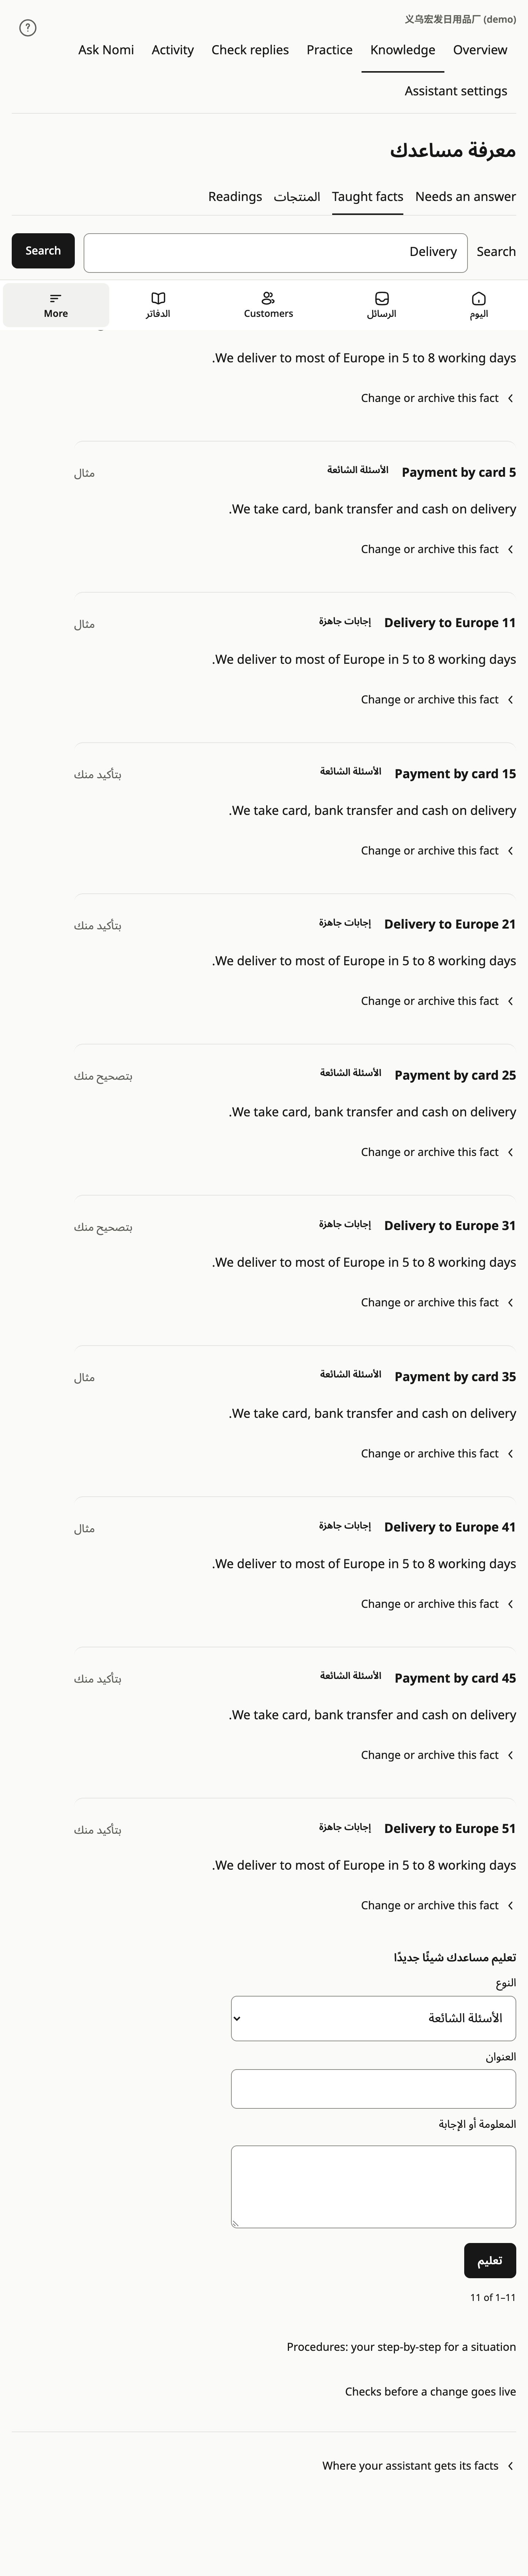 义乌宏发日用品厂 (demo)
Overview
Knowledge
Practice
Check replies
Activity
Ask Nomi
Assistant settings
معرفة مساعدك
Needs an answer
Taught facts
المنتجات
Readings
Search
Delivery
Search
اليوم
الرسائل
Customers
الدفاتر
More
We deliver to most of Europe in 5 to 8 working days.
Change or archive this fact
Payment by card 5
الأسئلة الشائعة
مثال
We take card, bank transfer and cash on delivery.
Change or archive this fact
Delivery to Europe 11
إجابات جاهزة
مثال
We deliver to most of Europe in 5 to 8 working days.
Change or archive this fact
Payment by card 15
الأسئلة الشائعة
بتأكيد منك
We take card, bank transfer and cash on delivery.
Change or archive this fact
Delivery to Europe 21
إجابات جاهزة
بتأكيد منك
We deliver to most of Europe in 5 to 8 working days.
Change or archive this fact
Payment by card 25
الأسئلة الشائعة
بتصحيح منك
We take card, bank transfer and cash on delivery.
Change or archive this fact
Delivery to Europe 31
إجابات جاهزة
بتصحيح منك
We deliver to most of Europe in 5 to 8 working days.
Change or archive this fact
Payment by card 35
الأسئلة الشائعة
مثال
We take card, bank transfer and cash on delivery.
Change or archive this fact
Delivery to Europe 41
إجابات جاهزة
مثال
We deliver to most of Europe in 5 to 8 working days.
Change or archive this fact
Payment by card 45
الأسئلة الشائعة
بتأكيد منك
We take card, bank transfer and cash on delivery.
Change or archive this fact
Delivery to Europe 51
إجابات جاهزة
بتأكيد منك
We deliver to most of Europe in 5 to 8 working days.
Change or archive this fact
تعليم مساعدك شيئًا جديدًا
النوع
الأسئلة الشائعة
العنوان
المعلومة أو الإجابة
تعليم
11 of 1–11
Procedures: your step-by-step for a situation
Checks before a change goes live
Where your assistant gets its facts